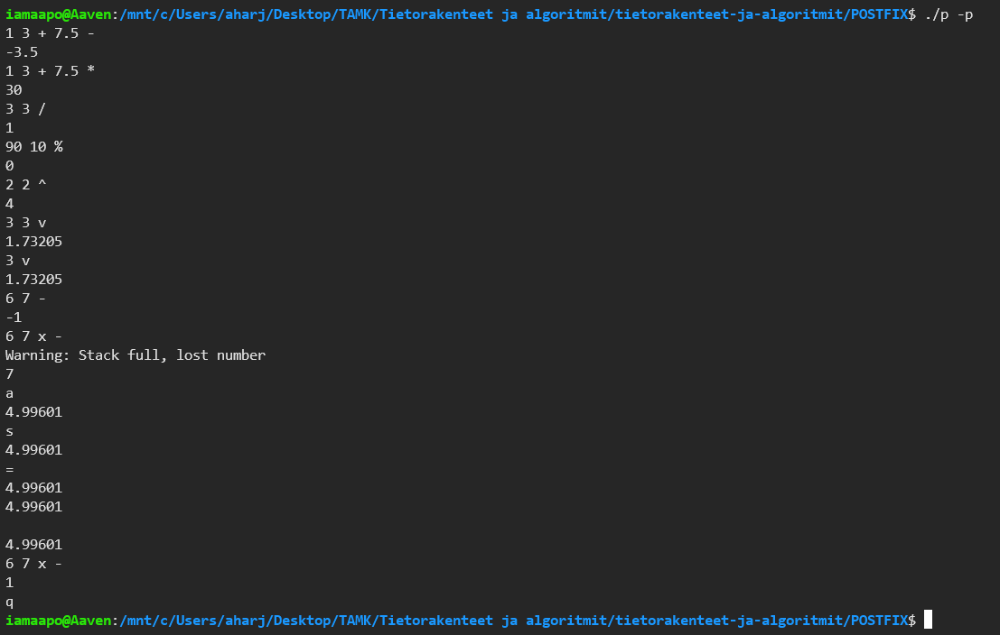 iamaapo@Aaven:/mnt/c/Users/aharj/Desktop/TAMK/Tietorakenteet ja algoritmit/tietorakenteet-ja-algoritmit/POSTFIX$ ./p -p
1 3 + 7.5 -
-3.5
1 3 + 7.5 *
30
3 3 /
1
90 10 %
0
2 2 ^
4
3 3 v
1.73205
3 v
1.73205
6 7 -
-1
6 7 x -
Warning: Stack full, lost number
7
a
4.99601
s
4.99601
=
4.99601
4.99601

4.99601
6 7 x -
1
q
iamaapo@Aaven:/mnt/c/Users/aharj/Desktop/TAMK/Tietorakenteet ja algoritmit/tietorakenteet-ja-algoritmit/POSTFIX$